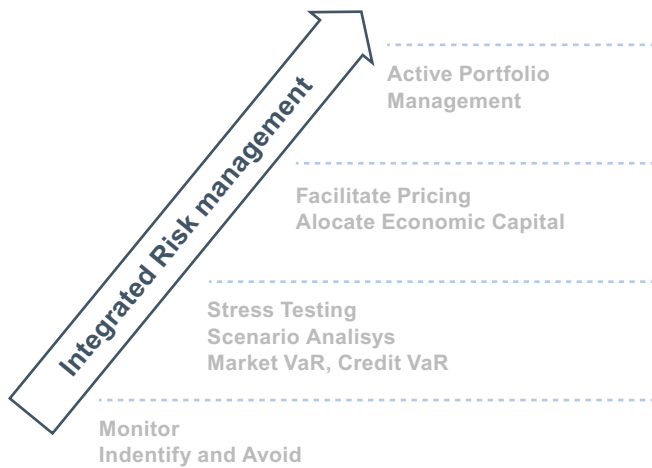 Active Portfolio
Management
Integrated Risk management
Facilitate Pricing
Alocate Economic Capital
Stress Testing
Scenario Analisys
Market VaR, Credit VaR
Monitor
Indentify and Avoid